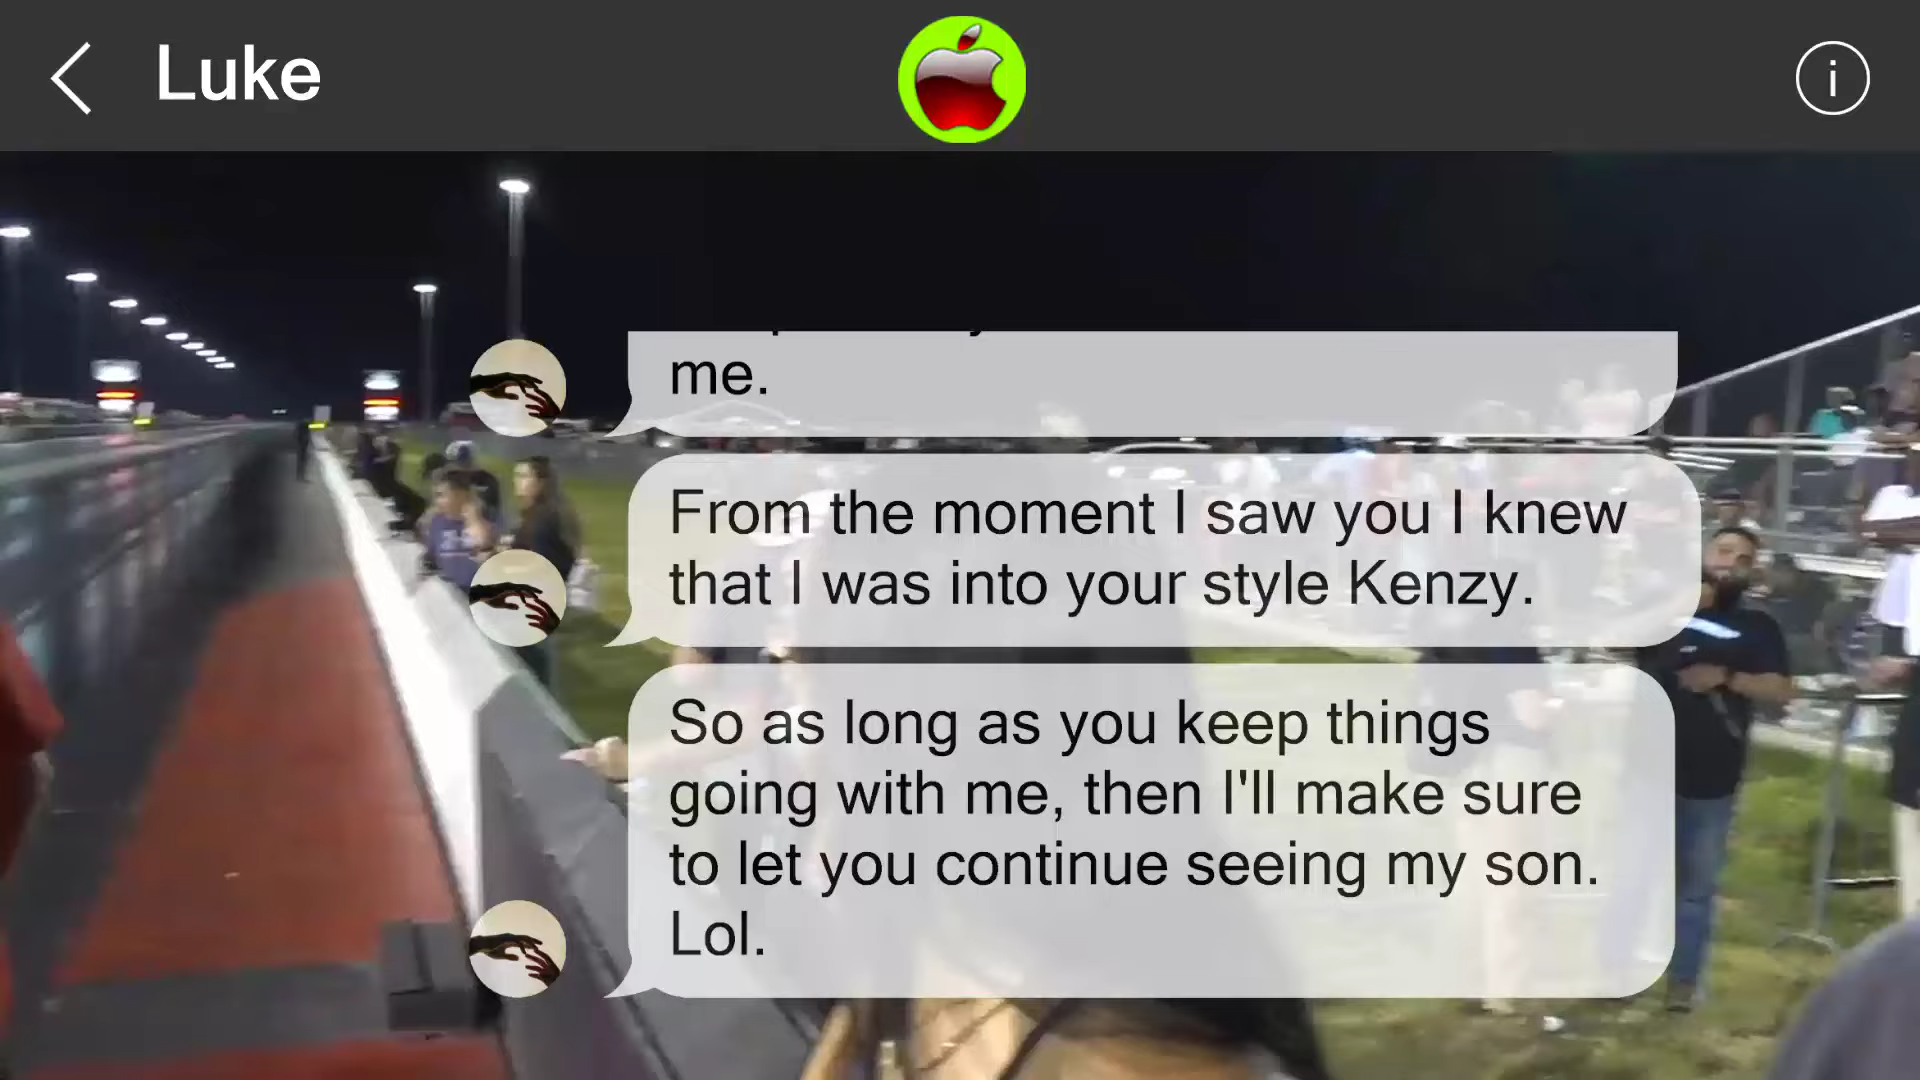 Luke
i
me.
From the moment I saw you I knew
that I was into your style Kenzy.
So as long as you keep things
going with me, then I'll make sure
to let you continue seeing my son.
Lol.